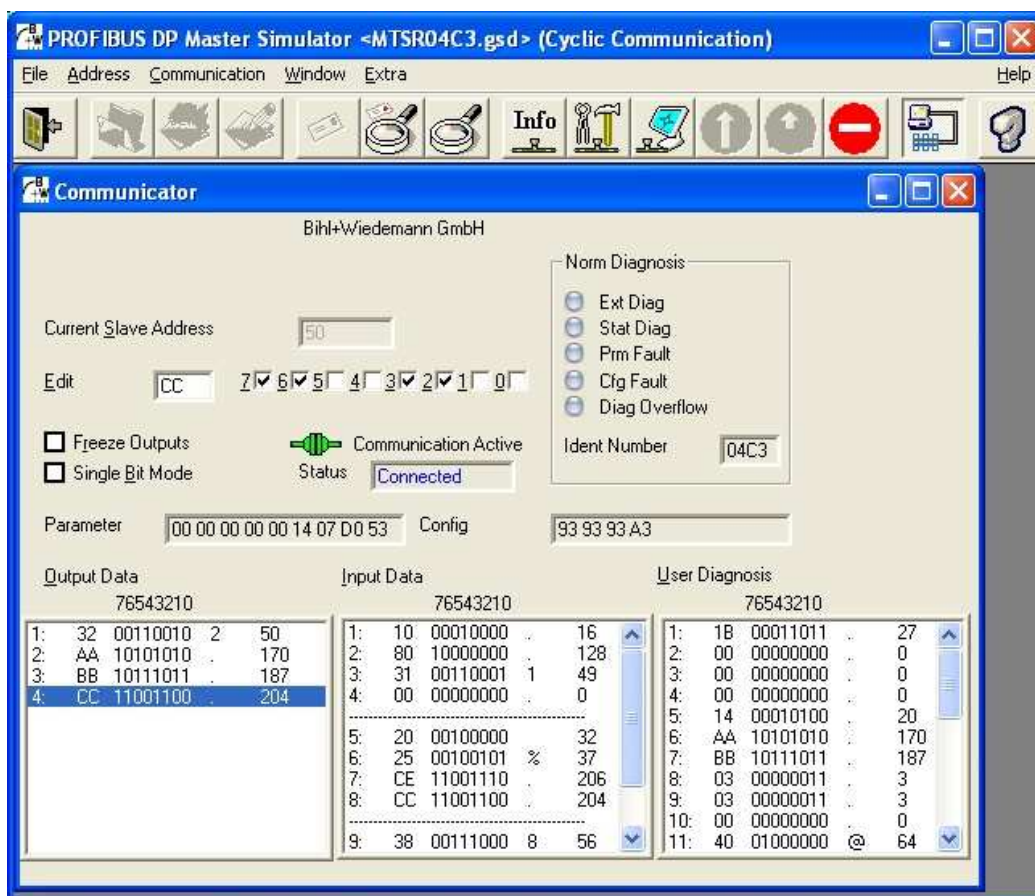 PROFIBUS DP Master Simulator <MTSR04C3.gsd> (Cyclic Communication)
File Address Communication Window Extra Help
Info
Communicator
Bihl+Wiedemann GmbH
Norm Diagnosis
Ext Diag
Current Slave Address 50
Stat Diag
Prm Fault
Edit CC 7 6 5 4 3 2 1 0
Cfg Fault
Diag Overflow
Freeze Outputs Communication Active
Ident Number 04C3
Single Bit Mode Status Connected
Parameter 00 00 00 00 00 14 07 D0 53 Config 93 93 93 A3
Output Data
76543210
1: 32 00110010 2 50
2: AA 10101010 . 170
3: BB 10111011 . 187
4: CC 11001100 . 204
Input Data
76543210
1: 10 00010000 . 16
2: 80 10000000 . 128
3: 31 00110001 1 49
4: 00 00000000 . 0
5: 20 00100000 32
6: 25 00100101 % 37
7: CE 11001110 . 206
8: CC 11001100 . 204
9: 38 00111000 8 56
User Diagnosis
76543210
1: 1B 00011011 . 27
2: 00 00000000 . 0
3: 00 00000000 . 0
4: 00 00000000 . 0
5: 14 00010100 . 20
6: AA 10101010 . 170
7: BB 10111011 . 187
8: 03 00000011 . 3
9: 03 00000011 . 3
10: 00 00000000 . 0
11: 40 01000000 @ 64